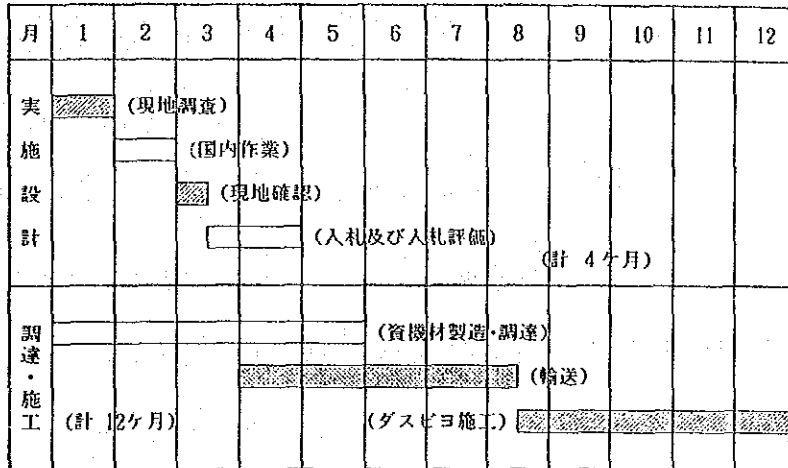 月 1 2 3 4 5 6 7 8 9 10 11 12
実施設計
(現地調査)
(国内作業)
(現地確認)
(入札及び入札評価)
(計 4ケ月)
調達・施工
(資機材製造・調達)
(輸送)
(計 12ケ月) (ダスビヨ施工)